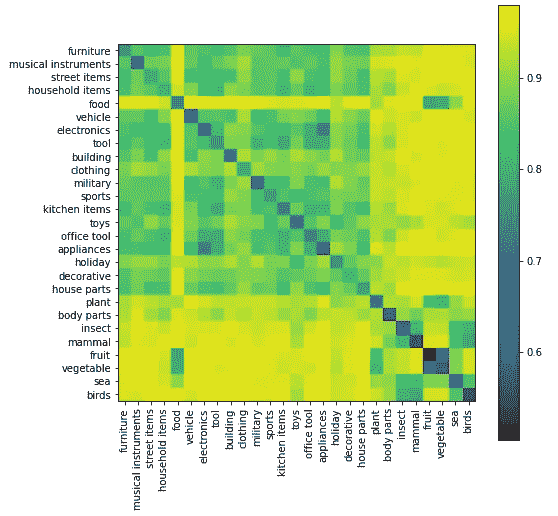 furniture
musical instruments
street items
household items
food
vehicle
electronics
tool
building
clothing
military
sports
kitchen items
toys
office tool
appliances
holiday
decorative
house parts
plant
body parts
insect
mammal
fruit
vegetable
sea
birds
furniture
musical instruments
street items
household items
food
vehicle
electronics
tool
building
clothing
military
sports
kitchen items
toys
office tool
appliances
holiday
decorative
house parts
plant
body parts
insect
mammal
fruit
vegetable
sea
birds
0.9
0.8
0.7
0.6